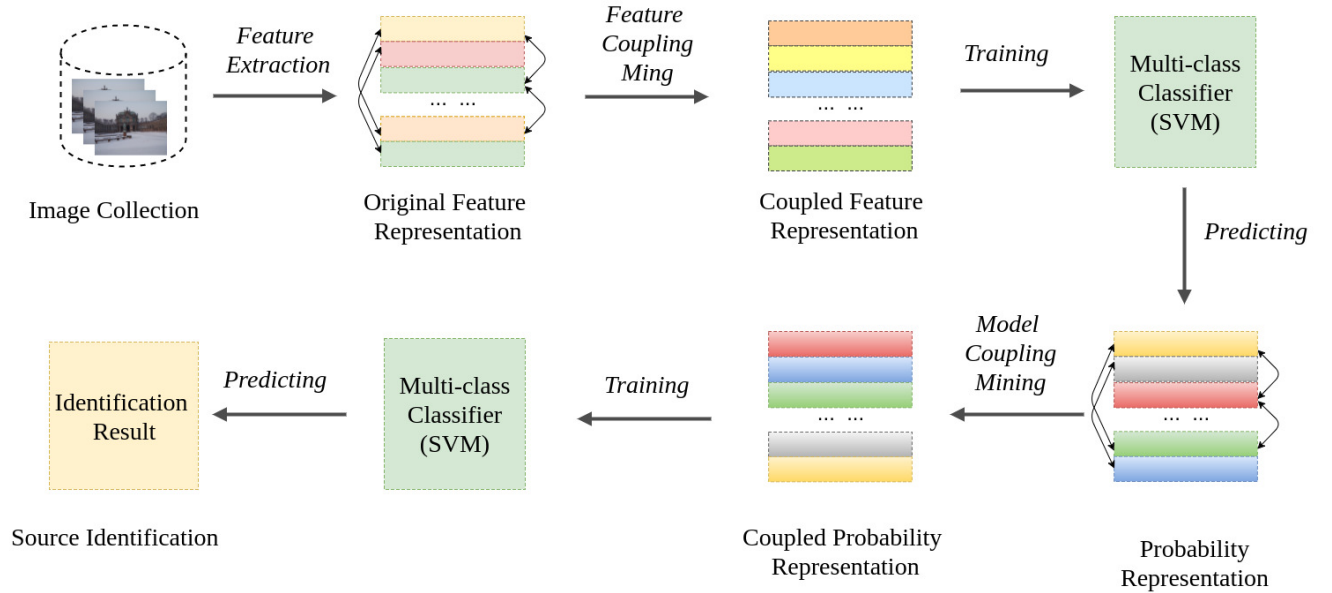 Feature
Extraction
Feature
Coupling
Ming
Training
Multi-class
Classifier
(SVM)
... ...
... ...
Image Collection
Original Feature
Representation
Coupled Feature
Representation
Predicting
Model
Coupling
Mining
Training
Predicting
Identification
Result
Multi-class
Classifier
(SVM)
... ...
... ...
Source Identification
Coupled Probability
Representation
Probability
Representation